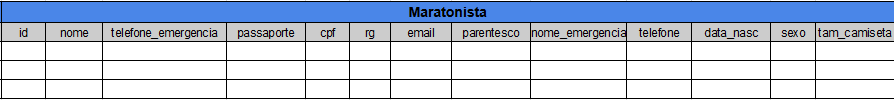 Maratonista
id nome telefone_emergencia passaporte cpf rg email parentesco nome_emergencia telefone data_nasc sexo tam_camiseta